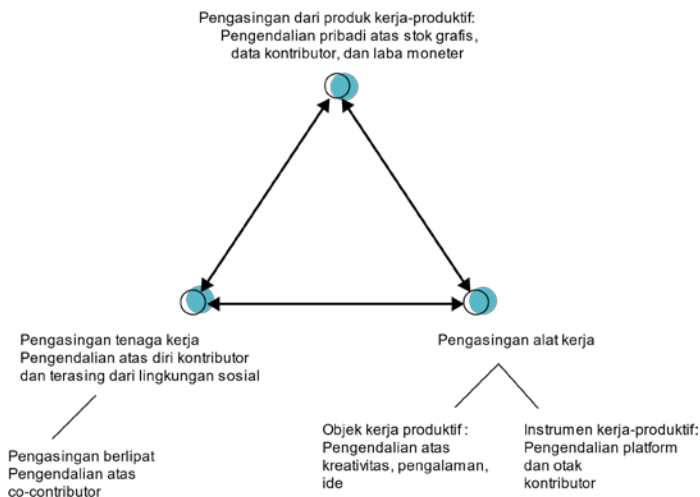 Pengasingan dari produk kerja-produktif:
Pengendalian pribadi atas stok grafis,
data kontributor, dan laba moneter
Pengasingan tenaga kerja
Pengendalian atas diri kontributor
dan terasing dari lingkungan sosial
Pengasingan alat kerja
Pengasingan berlipat
Pengendalian atas
co-contributor
Objek kerja produktif :
Pengendalian atas
kreativitas, pengalaman,
ide
Instrumen kerja-produktif:
Pengendalian platform
dan otak
kontributor